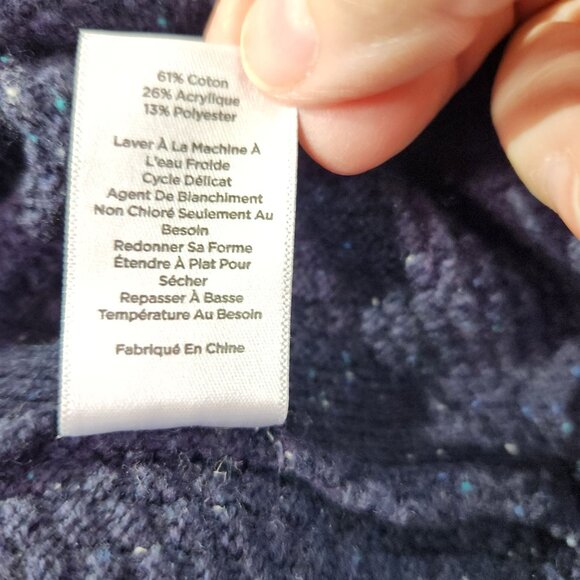 61% Coton
26% Acrylique
13% Polyester
Laver À La Machine À
L'eau Froide
Cycle Délicat
Agent De Blanchiment
Non Chloré Seulement Au
Besoin
Redonner Sa Forme
Étendre À Plat Pour
Sécher
Repasser À Basse
Température Au Besoin
Fabriqué En Chine